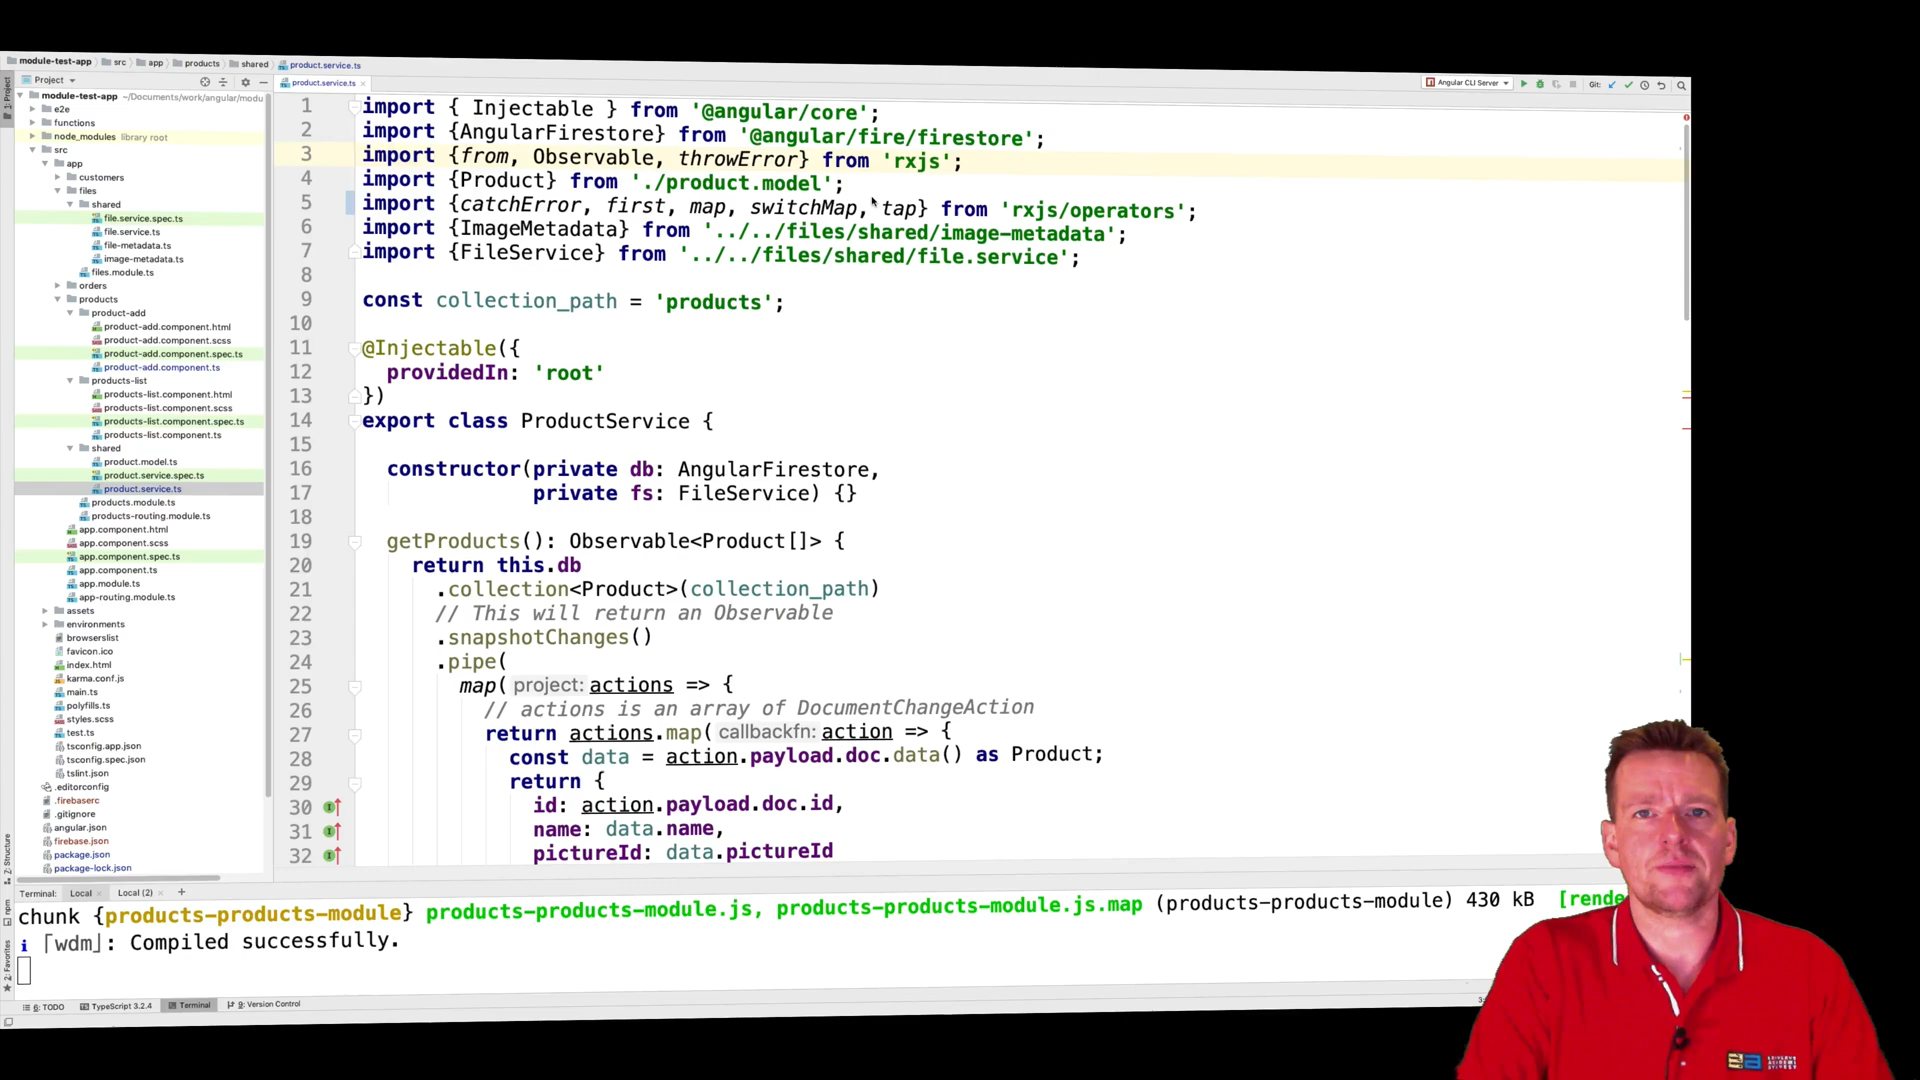 module-test-app src app products shared product.service.ts
Project
product.service.ts
Angular CLI Server
Git:
1: Project
module-test-app ~/Documents/work/angular/modu
e2e
functions
node_modules library root
src
app
customers
files
shared
file.service.spec.ts
file.service.ts
file-metadata.ts
image-metadata.ts
files.module.ts
orders
products
product-add
product-add.component.html
product-add.component.scss
product-add.component.spec.ts
product-add.component.ts
products-list
products-list.component.html
products-list.component.scss
products-list.component.spec.ts
products-list.component.ts
shared
product.model.ts
product.service.spec.ts
product.service.ts
products.module.ts
products-routing.module.ts
app.component.html
app.component.scss
app.component.spec.ts
app.component.ts
app.module.ts
app-routing.module.ts
assets
environments
browserslist
favicon.ico
index.html
karma.conf.js
main.ts
polyfills.ts
styles.scss
test.ts
tsconfig.app.json
tsconfig.spec.json
tslint.json
.editorconfig
.firebaserc
.gitignore
angular.json
firebase.json
package.json
package-lock.json
1 import { Injectable } from '@angular/core';
2 import {AngularFirestore} from '@angular/fire/firestore';
3 import {from, Observable, throwError} from 'rxjs';
4 import {Product} from './product.model';
5 import {catchError, first, map, switchMap, tap} from 'rxjs/operators';
6 import {ImageMetadata} from '../../files/shared/image-metadata';
7 import {FileService} from '../../files/shared/file.service';
8
9 const collection_path = 'products';
10
11 @Injectable({
12 providedIn: 'root'
13 })
14 export class ProductService {
15
16 constructor(private db: AngularFirestore,
17 private fs: FileService) {}
18
19 getProducts(): Observable<Product[]> {
20 return this.db
21 .collection<Product>(collection_path)
22 // This will return an Observable
23 .snapshotChanges()
24 .pipe(
25 map( project: actions => {
26 // actions is an array of DocumentChangeAction
27 return actions.map( callbackfn: action => {
28 const data = action.payload.doc.data() as Product;
29 return {
30 id: action.payload.doc.id,
31 name: data.name,
32 pictureId: data.pictureId
Z: Structure
npm
2: Favorites
Terminal: Local Local (2) +
chunk {products-products-module} products-products-module.js, products-products-module.js.map (products-products-module) 430 kB [rende
i ｢wdm｣: Compiled successfully.
6: TODO TypeScript 3.2.4 Terminal 9: Version Control